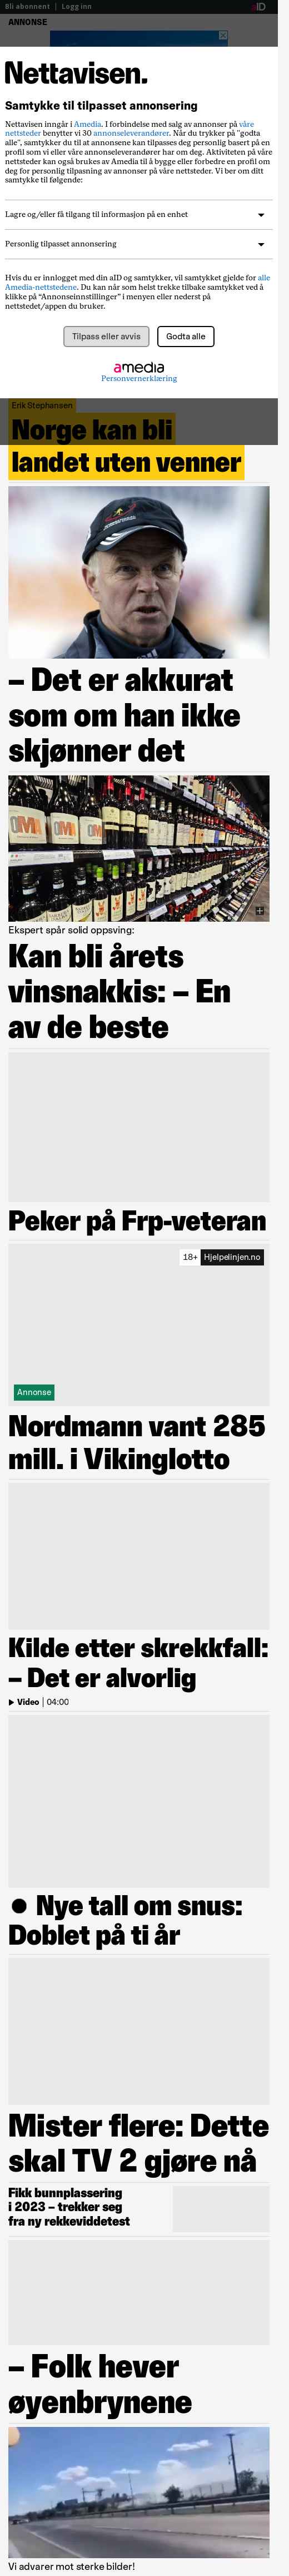 Bli abonnent | Logg inn
aID
ANNONSE
Nettavisen.
Samtykke til tilpasset annonsering
Nettavisen inngår i Amedia. I forbindelse med salg av annonser på våre
nettsteder benytter vi 30 annonseleverandører. Når du trykker på "godta
alle", samtykker du til at annonsene kan tilpasses deg personlig basert på en
profil som vi eller våre annonseleverandører har om deg. Aktiviteten på våre
nettsteder kan også brukes av Amedia til å bygge eller forbedre en profil om
deg for personlig tilpasning av annonser på våre nettsteder. Vi ber om ditt
samtykke til følgende:
Lagre og/eller få tilgang til informasjon på en enhet
Personlig tilpasset annonsering
Hvis du er innlogget med din aID og samtykker, vil samtykket gjelde for alle
Amedia-nettstedene. Du kan når som helst trekke tilbake samtykket ved å
klikke på “Annonseinnstillinger” i menyen eller nederst på
nettstedet/appen du bruker.
Tilpass eller avvis
Godta alle
amedia
Personvernerklæring
Erik Stephansen
Norge kan bli
landet uten venner
– Det er akkurat
som om han ikke
skjønner det
Ekspert spår solid oppsving:
Kan bli årets
vinsnakkis: – En
av de beste
Peker på Frp-veteran
18+ Hjelpelinjen.no
Annonse
Nordmann vant 285
mill. i Vikinglotto
Kilde etter skrekkfall:
– Det er alvorlig
Video | 04:00
● Nye tall om snus:
Doblet på ti år
Mister flere: Dette
skal TV 2 gjøre nå
Fikk bunnplassering
i 2023 – trekker seg
fra ny rekkeviddetest
– Folk hever
øyenbrynene
Vi advarer mot sterke bilder!